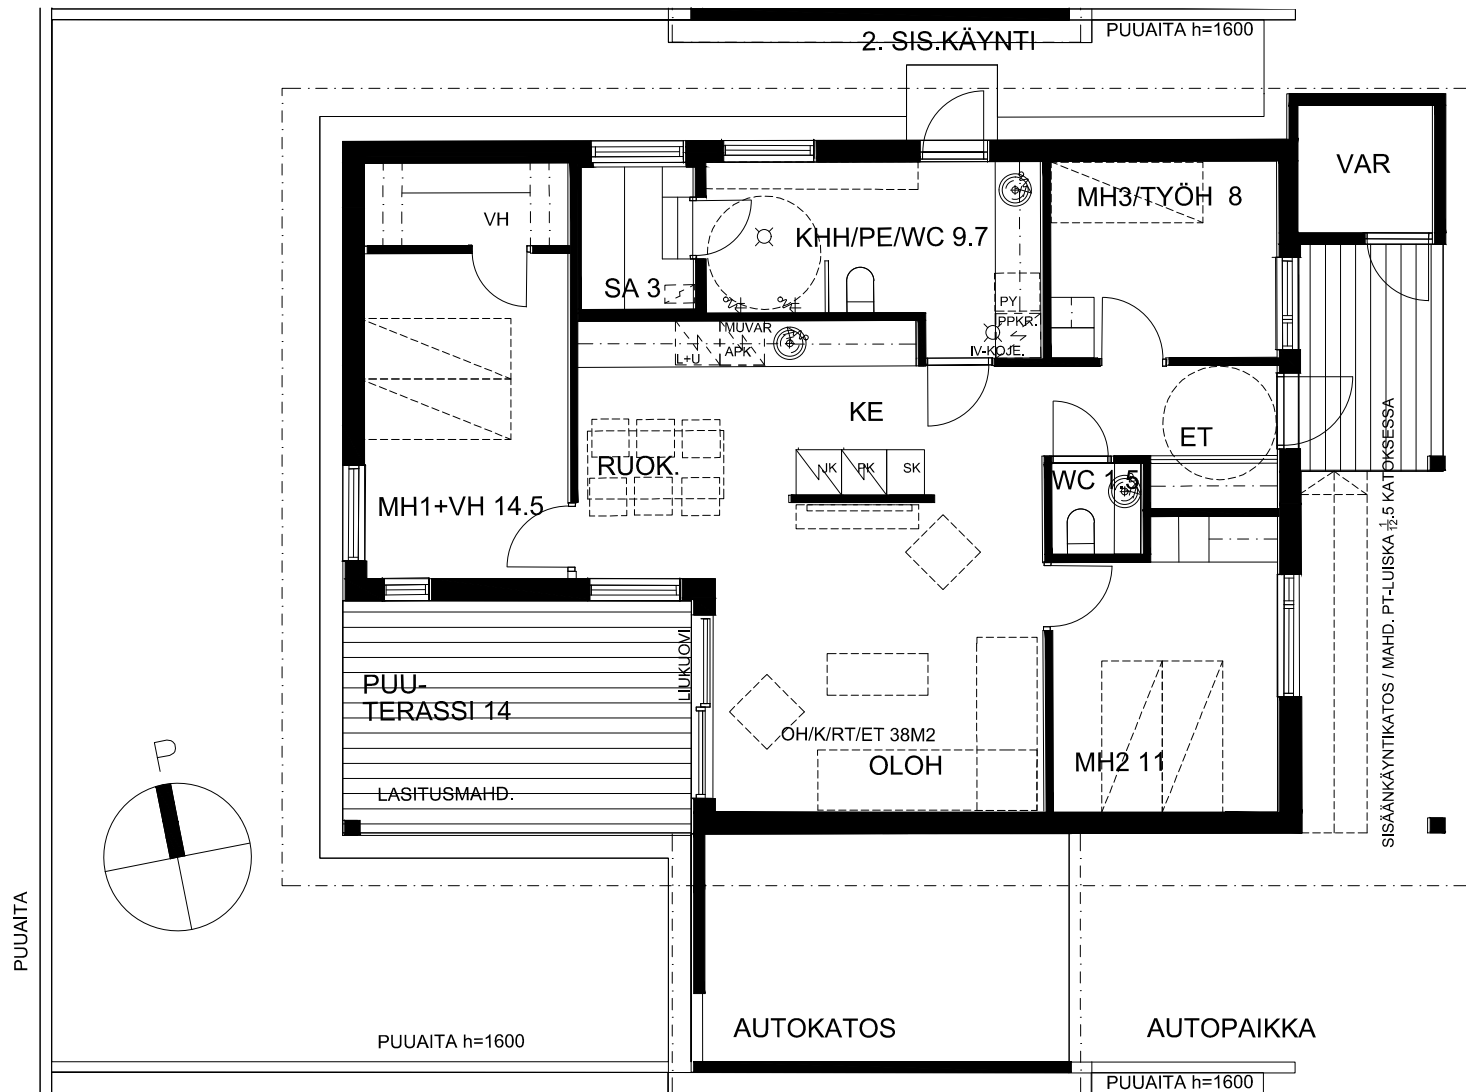 PUUAITA h=1600
2. SIS.KÄYNTI
VAR
MH3/TYÖH 8
VH
KHH/PE/WC 9.7
SA 3
PY
PPKR.
IV-KOJE.
MUVAR
L+U
APK
KE
ET
RUOK.
JK
PK
SK
WC 1.5
MH1+VH 14.5
SISÄÄNKÄYNTIKATOS / MAHD. PT-LUISKA 1/12.5 KATOKSESSA
LIUKUOVI
PUU-
TERASSI 14
OH/K/RT/ET 38M2
OLOH
MH2 11
LASITUSMAHD.
P
PUUAITA
AUTOKATOS
AUTOPAIKKA
PUUAITA h=1600
PUUAITA h=1600